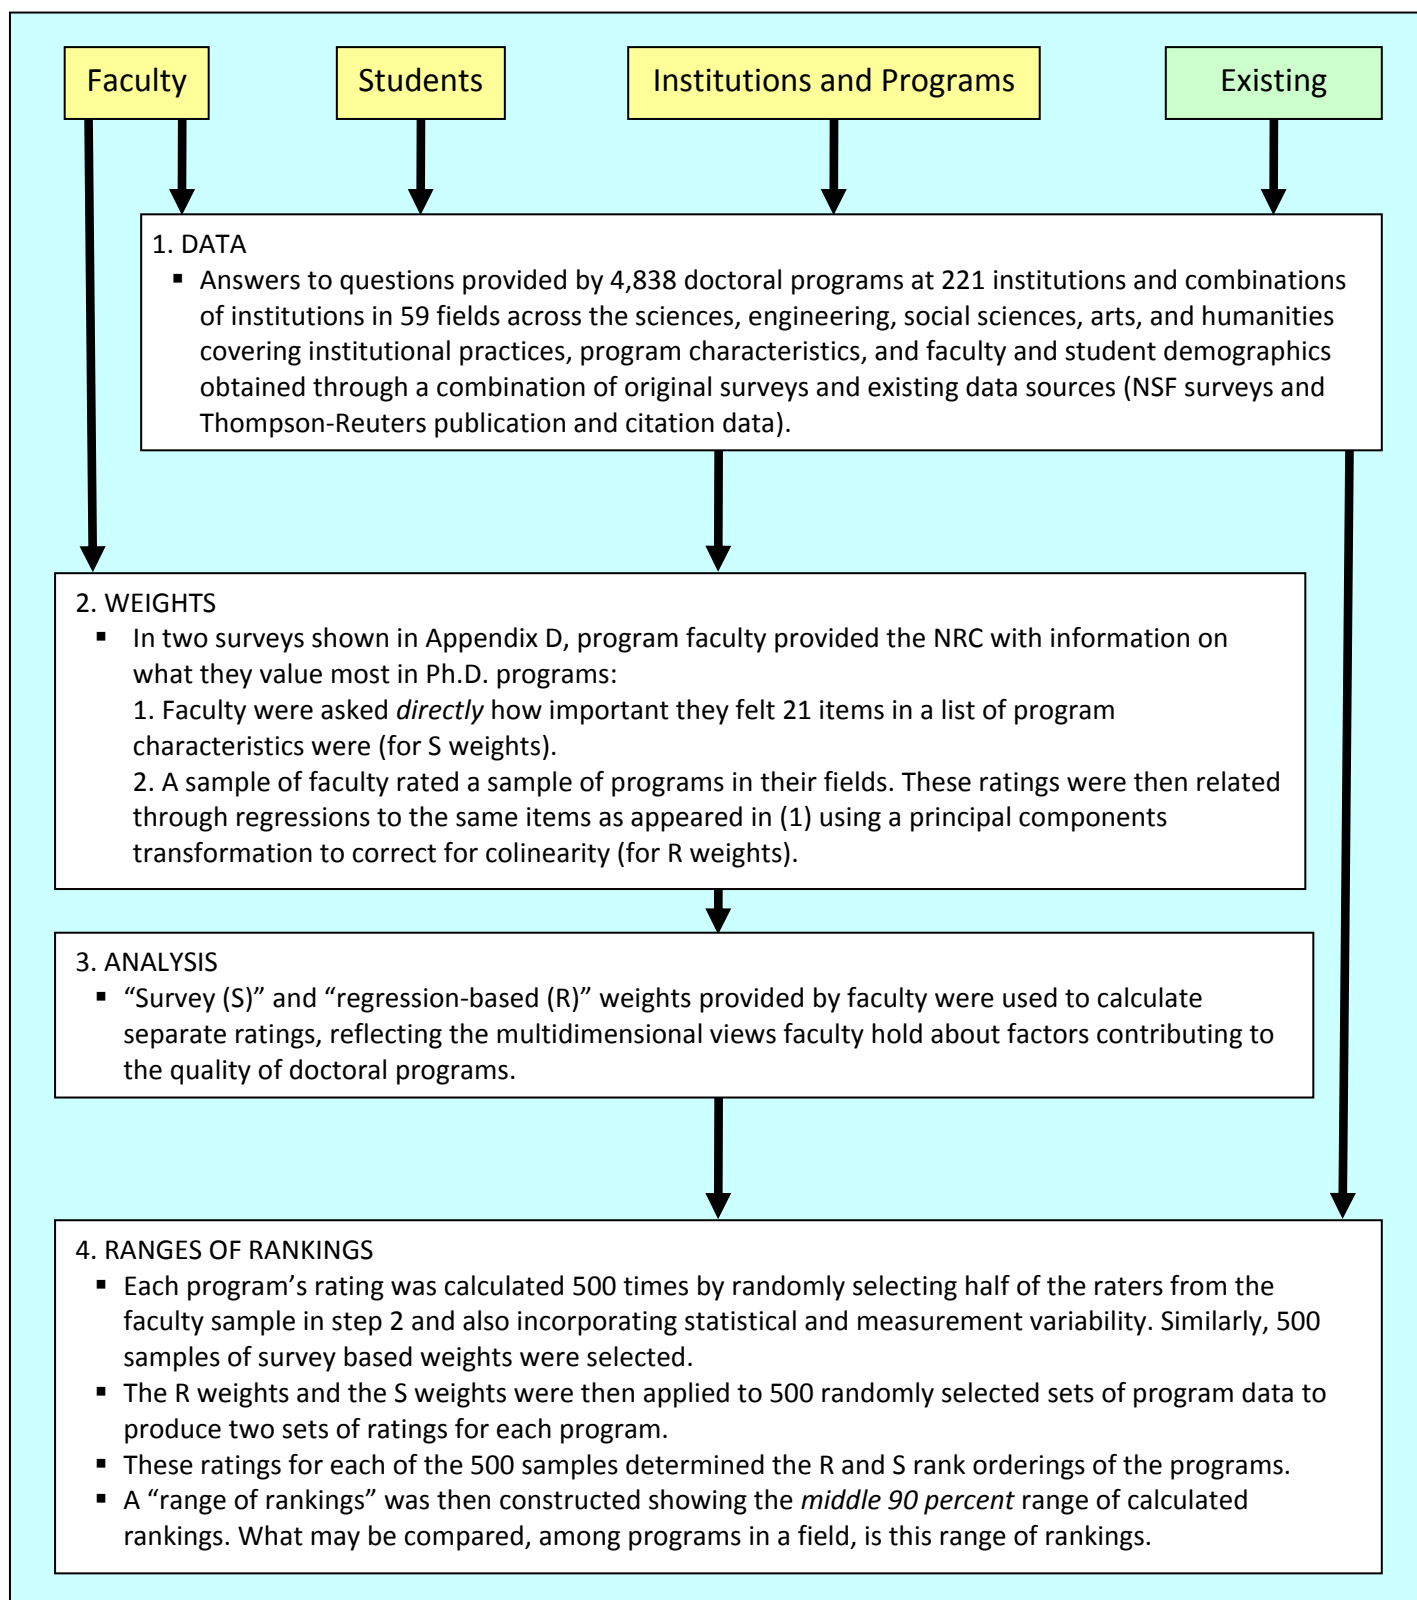 Faculty
Students
Institutions and Programs
Existing
1. DATA
▪ Answers to questions provided by 4,838 doctoral programs at 221 institutions and combinations
of institutions in 59 fields across the sciences, engineering, social sciences, arts, and humanities
covering institutional practices, program characteristics, and faculty and student demographics
obtained through a combination of original surveys and existing data sources (NSF surveys and
Thompson-Reuters publication and citation data).
2. WEIGHTS
▪ In two surveys shown in Appendix D, program faculty provided the NRC with information on
what they value most in Ph.D. programs:
1. Faculty were asked directly how important they felt 21 items in a list of program
characteristics were (for S weights).
2. A sample of faculty rated a sample of programs in their fields. These ratings were then related
through regressions to the same items as appeared in (1) using a principal components
transformation to correct for colinearity (for R weights).
3. ANALYSIS
▪ “Survey (S)” and “regression-based (R)” weights provided by faculty were used to calculate
separate ratings, reflecting the multidimensional views faculty hold about factors contributing to
the quality of doctoral programs.
4. RANGES OF RANKINGS
▪ Each program’s rating was calculated 500 times by randomly selecting half of the raters from the
faculty sample in step 2 and also incorporating statistical and measurement variability. Similarly, 500
samples of survey based weights were selected.
▪ The R weights and the S weights were then applied to 500 randomly selected sets of program data to
produce two sets of ratings for each program.
▪ These ratings for each of the 500 samples determined the R and S rank orderings of the programs.
▪ A “range of rankings” was then constructed showing the middle 90 percent range of calculated
rankings. What may be compared, among programs in a field, is this range of rankings.